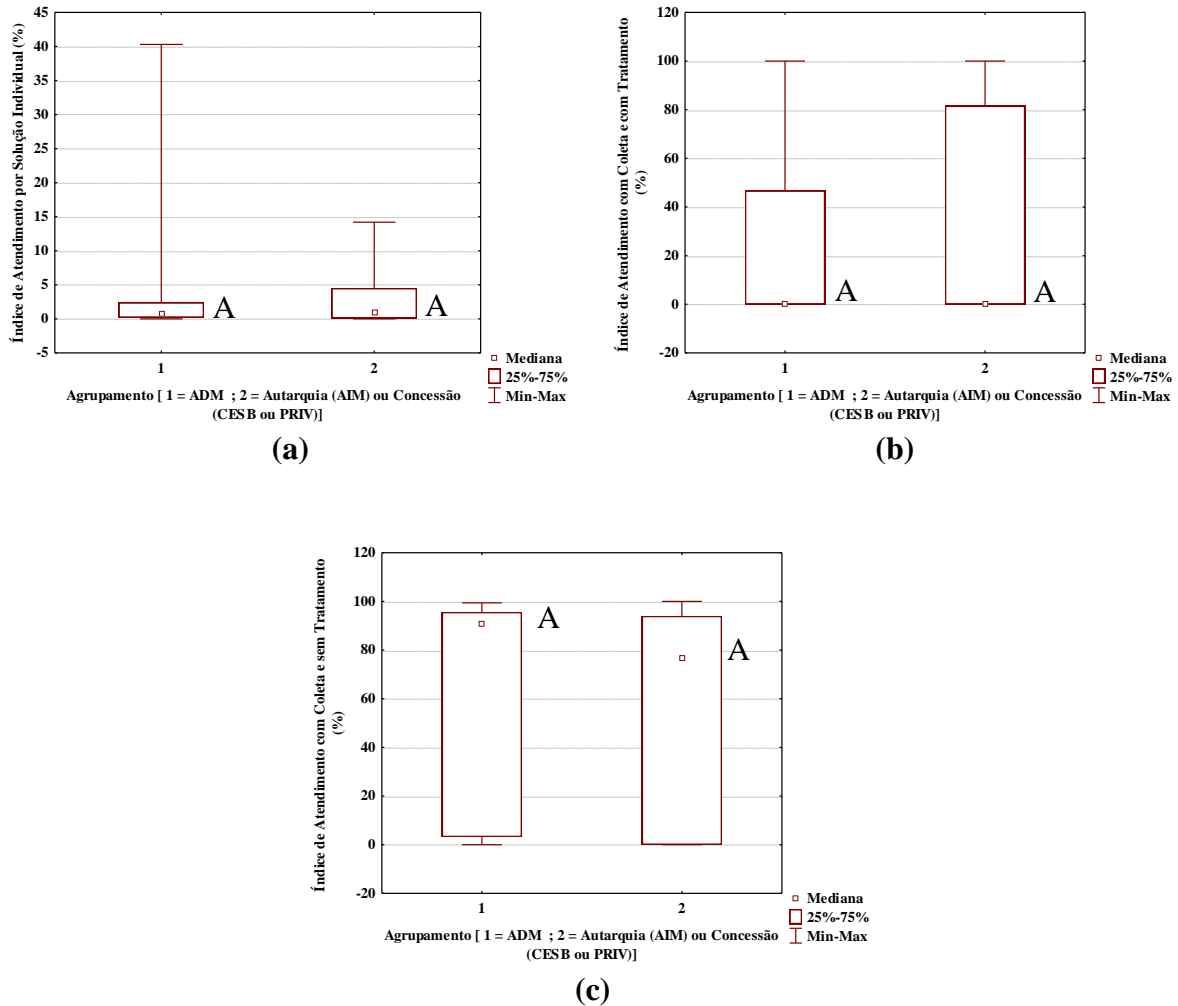 Índice de Atendimento por Solução Individual (%)
45
40
35
30
25
20
15
10
5
0
-5
A
A
1
2
Agrupamento [ 1 = ADM ; 2 = Autarquia (AIM) ou Concessão
(CESB ou PRIV)]
Mediana
25%-75%
Min-Max
(a)
Índice de Atendimento com Coleta e com Tratamento
(%)
120
100
80
60
40
20
0
-20
A
A
1
2
Agrupamento [ 1 = ADM ; 2 = Autarquia (AIM) ou Concessão
(CESB ou PRIV)]
Mediana
25%-75%
Min-Max
(b)
Índice de Atendimento com Coleta e sem Tratamento
(%)
120
100
80
60
40
20
0
-20
A
A
1
2
Agrupamento [ 1 = ADM ; 2 = Autarquia (AIM) ou Concessão
(CESB ou PRIV)]
Mediana
25%-75%
Min-Max
(c)